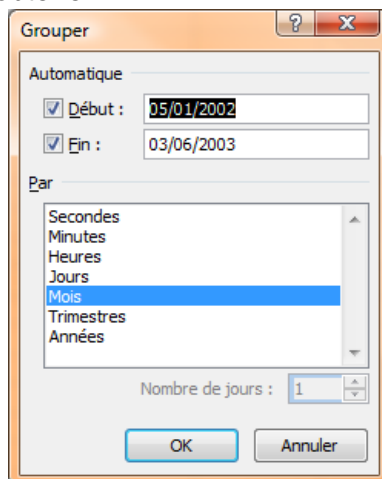 Grouper
Automatique
Début : 05/01/2002
Fin : 03/06/2003
Par
Secondes
Minutes
Heures
Jours
Mois
Trimestres
Années
Nombre de jours : 1
OK Annuler